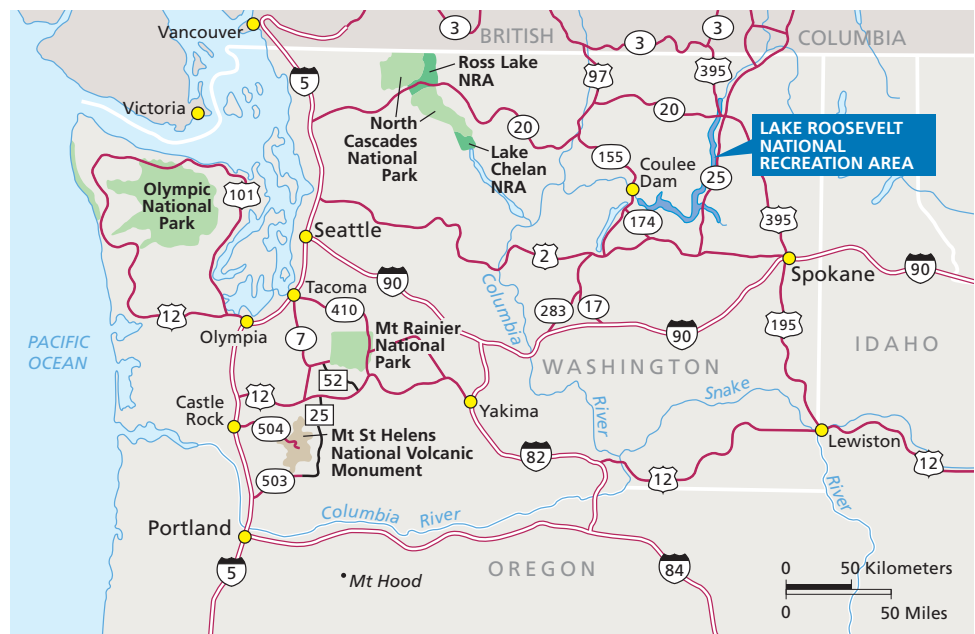 Vancouver
3
BRITISH
3
3
COLUMBIA
5
Ross Lake
NRA
97
395
Victoria
North
Cascades
National
Park
20
20
Lake
Chelan
NRA
155
Coulee
Dam
LAKE ROOSEVELT
NATIONAL
RECREATION AREA
25
Olympic
National
Park
101
174
395
Seattle
2
Spokane
90
90
Tacoma
410
Columbia
283
17
12
Olympia
7
Mt Rainier
National
Park
90
195
PACIFIC
OCEAN
WASHINGTON
IDAHO
52
12
25
Castle
Rock
Yakima
River
Snake
504
Mt St Helens
National Volcanic
Monument
Lewiston
82
12
12
503
River
Columbia River
Portland
5
Mt Hood
OREGON
84
0 50 Kilometers
0 50 Miles